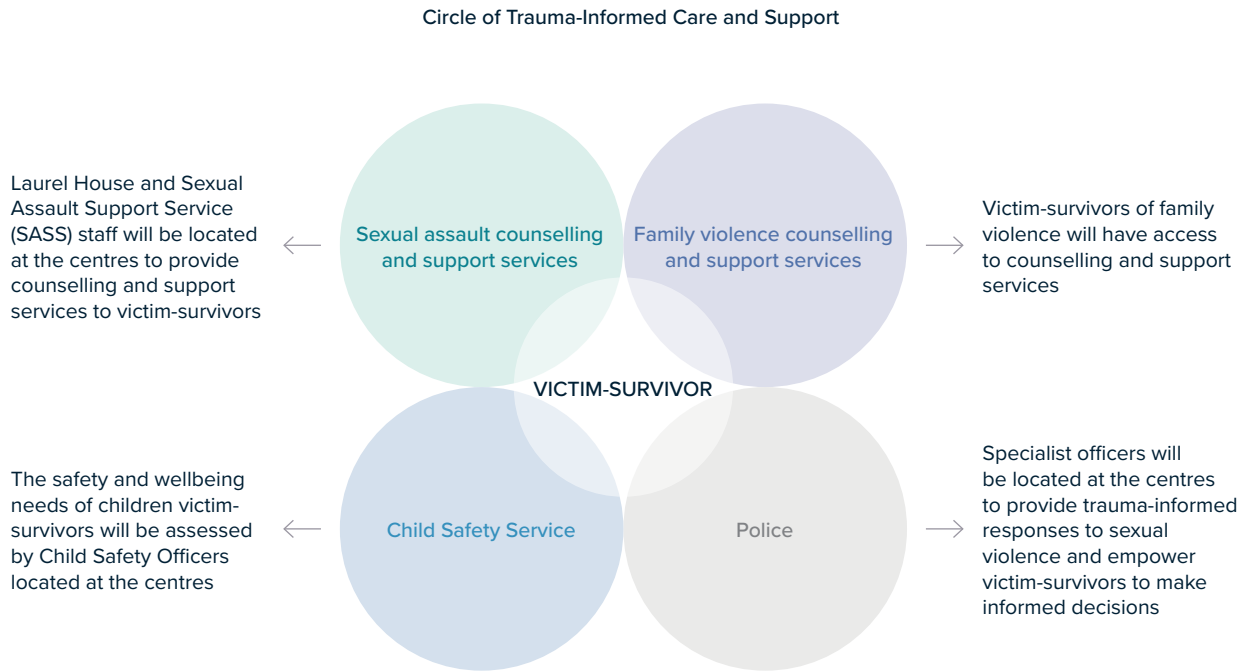 Circle of Trauma-Informed Care and Support
Laurel House and Sexual
Assault Support Service
(SASS) staff will be located
at the centres to provide
counselling and support
services to victim-survivors
Sexual assault counselling
and support services
Family violence counselling
and support services
Victim-survivors of family
violence will have access
to counselling and support
services
VICTIM-SURVIVOR
The safety and wellbeing
needs of children victim-
survivors will be assessed
by Child Safety Officers
located at the centres
Child Safety Service
Police
Specialist officers will
be located at the centres
to provide trauma-informed
responses to sexual
violence and empower
victim-survivors to make
informed decisions